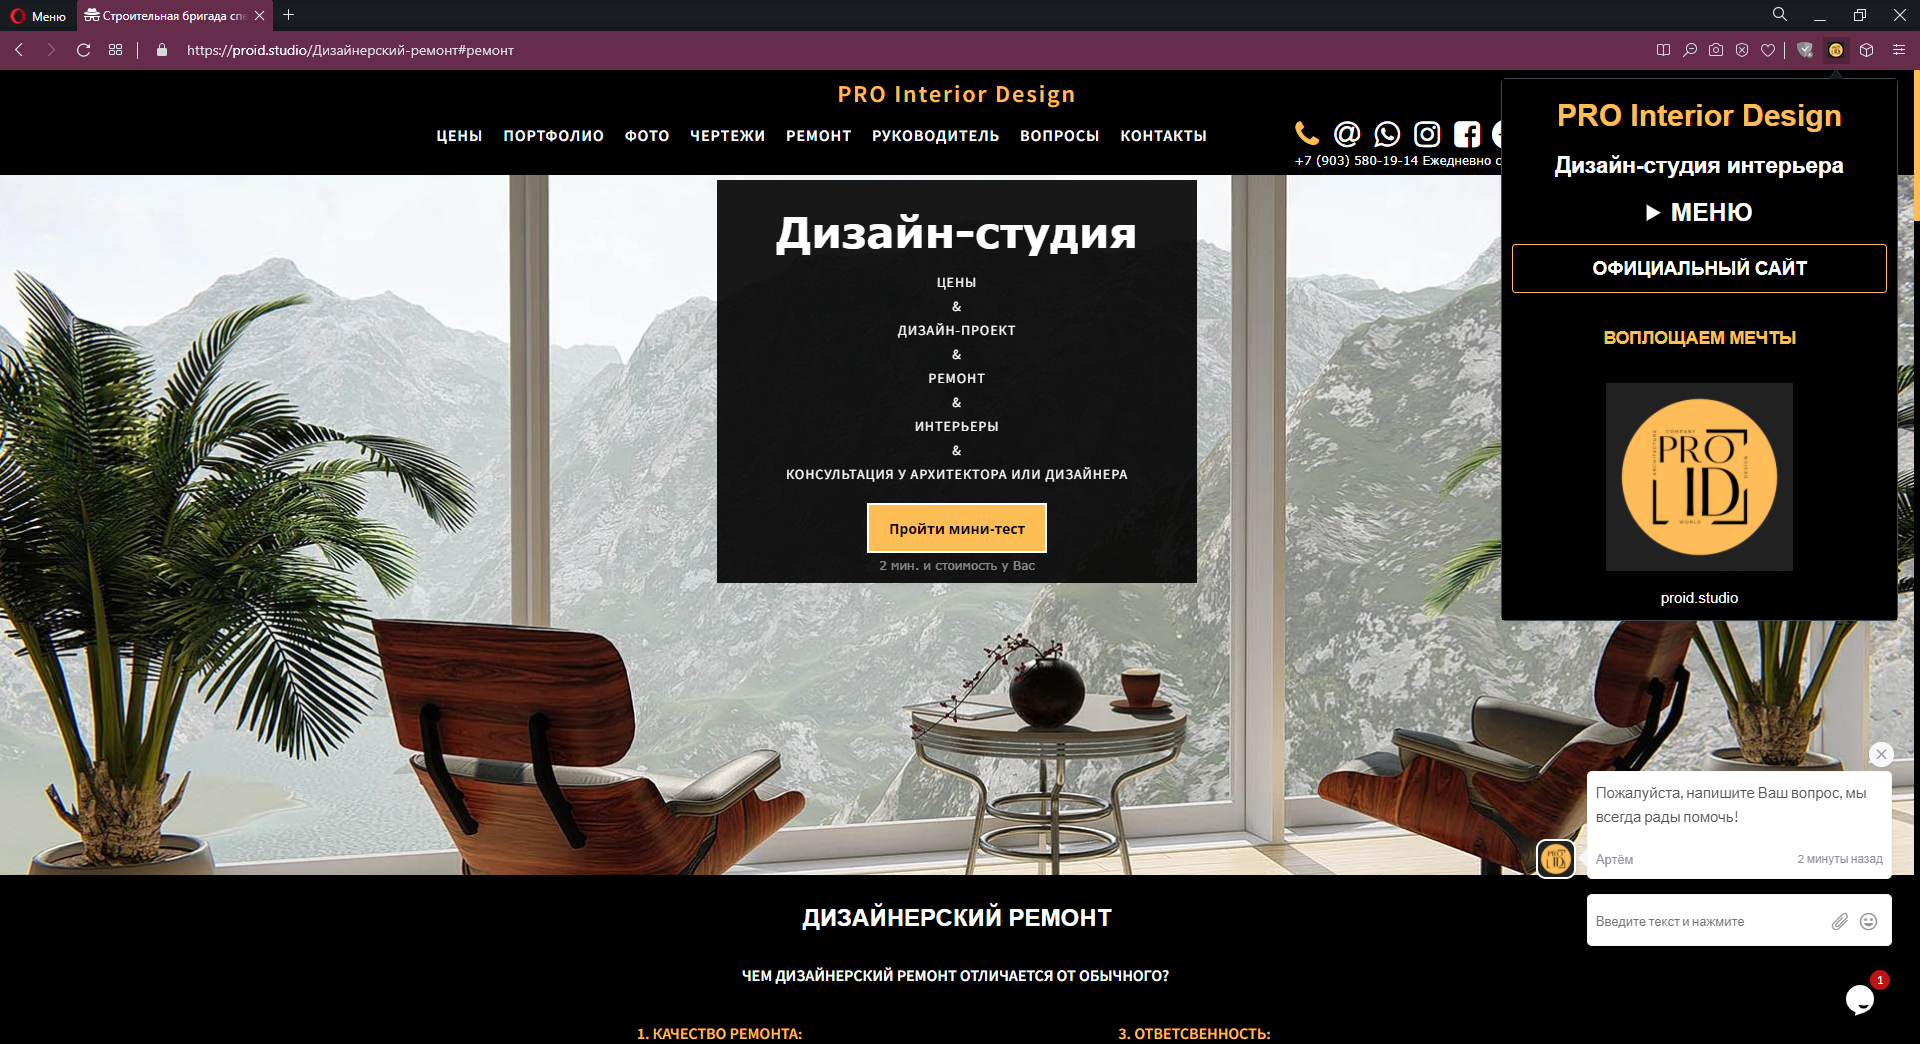 Меню
Строительная бригада спе
https://proid.studio/Дизайнерский-ремонт#ремонт
PRO Interior Design
ЦЕНЫ ПОРТФОЛИО ФОТО ЧЕРТЕЖИ РЕМОНТ РУКОВОДИТЕЛЬ ВОПРОСЫ КОНТАКТЫ
+7 (903) 580-19-14 Ежедневно с
Дизайн-студия
ЦЕНЫ
&
ДИЗАЙН-ПРОЕКТ
&
РЕМОНТ
&
ИНТЕРЬЕРЫ
&
КОНСУЛЬТАЦИЯ У АРХИТЕКТОРА ИЛИ ДИЗАЙНЕРА
Пройти мини-тест
2 мин. и стоимость у Вас
PRO Interior Design
Дизайн-студия интерьера
МЕНЮ
ОФИЦИАЛЬНЫЙ САЙТ
ВОПЛОЩАЕМ МЕЧТЫ
COMPANY
ARCHITECTURE
PRO
ID
DESIGN
WORLD
proid.studio
Пожалуйста, напишите Ваш вопрос, мы
всегда рады помочь!
Артём 2 минуты назад
Введите текст и нажмите
1
ДИЗАЙНЕРСКИЙ РЕМОНТ
ЧЕМ ДИЗАЙНЕРСКИЙ РЕМОНТ ОТЛИЧАЕТСЯ ОТ ОБЫЧНОГО?
1. КАЧЕСТВО РЕМОНТА:
3. ОТВЕТСВЕННОСТЬ: